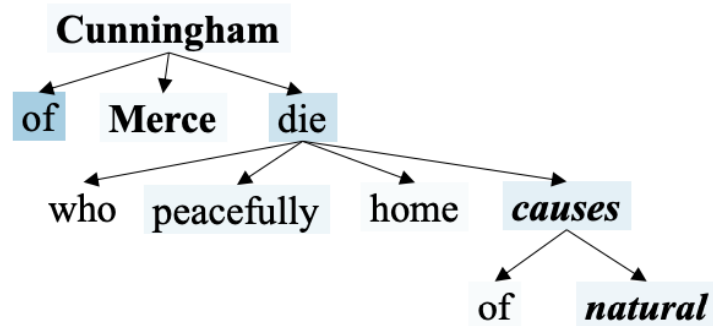 Cunningham
of Merce die
who peacefully home causes
of natural